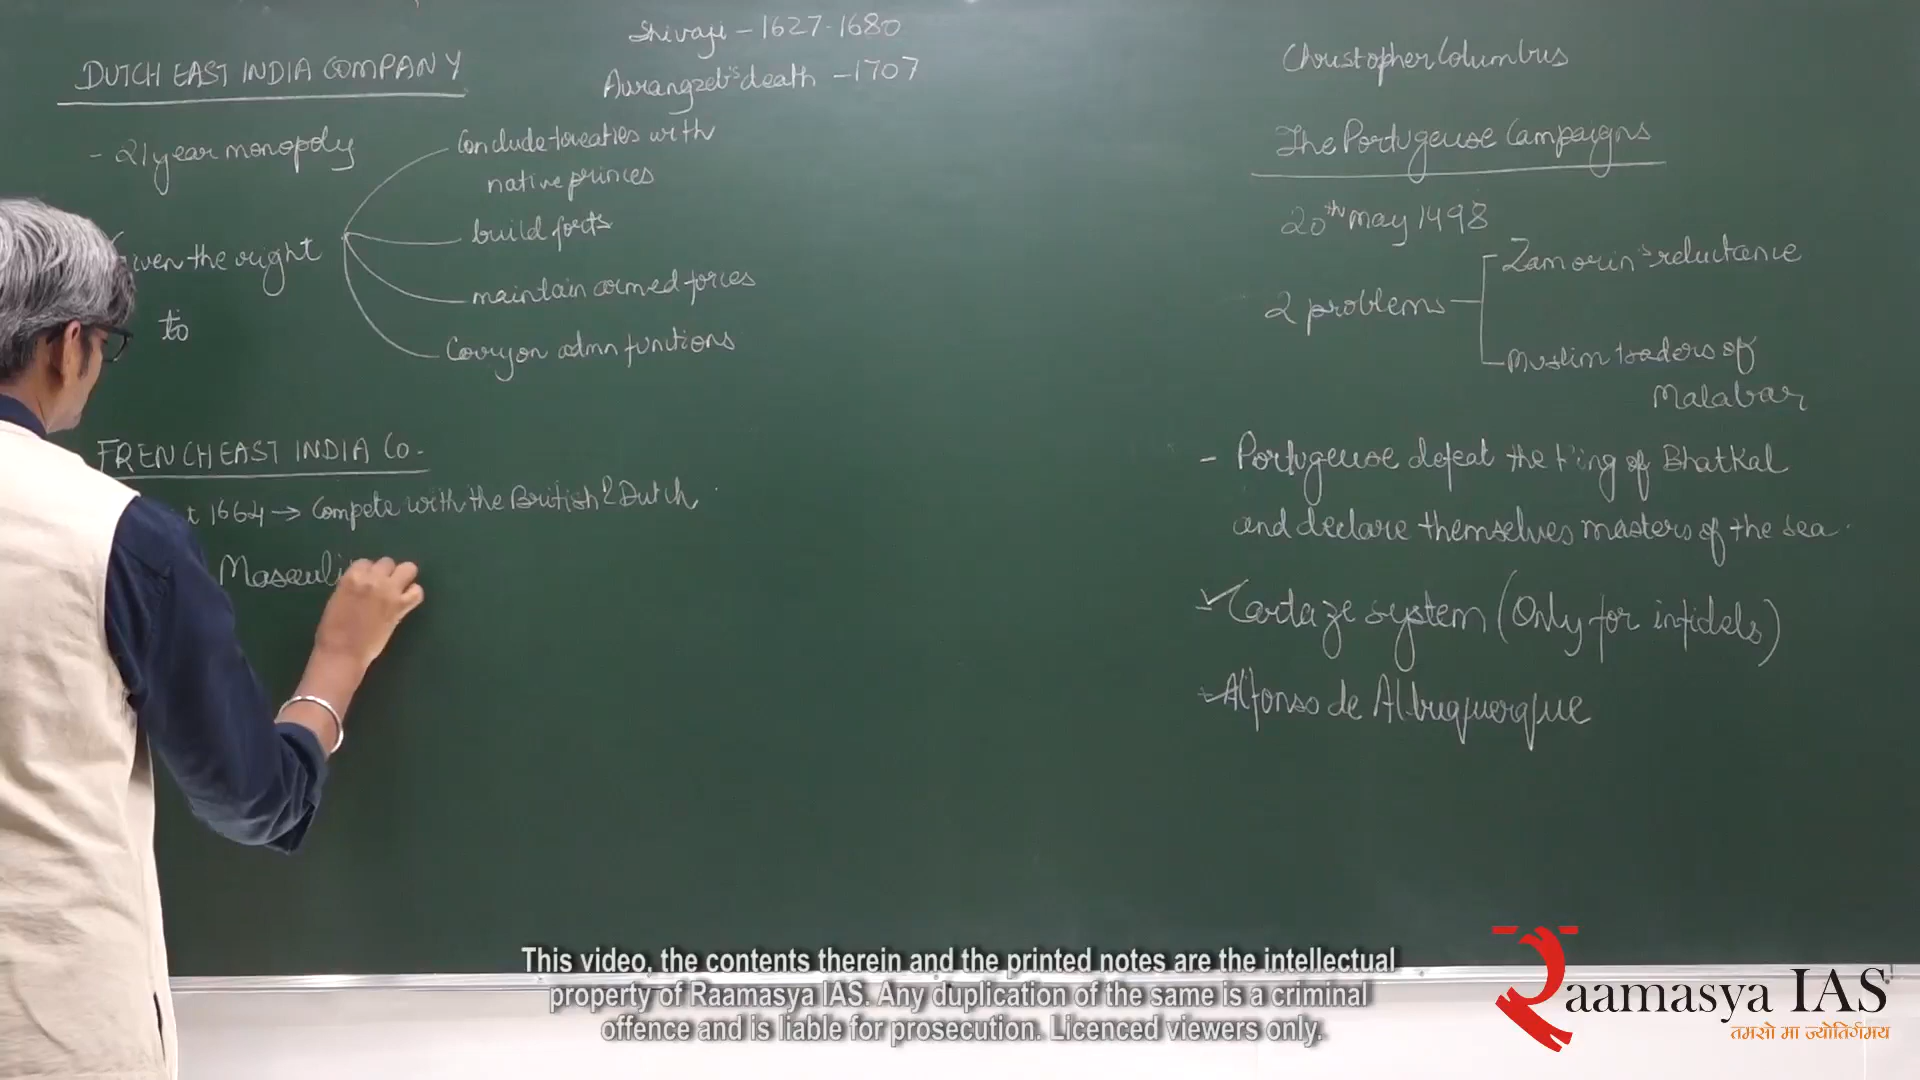 Shivaji - 1627-1680
Aurangzeb's death - 1707
DUTCH EAST INDIA COMPANY
- 21 year monopoly
Given the right
to
Conclude treaties with
native princes
build forts
maintain armed forces
Carry on admn functions
FRENCH EAST INDIA Co.
1664 → Compete with the British & Dutch
Masauli
Christopher Columbus
The Portugeuse Campaigns
20th May 1498
2 problems
Zamorin's reluctance
Muslim traders of
Malabar
- Portugeuse defeat the king of Bhatkal
and declare themselves masters of the sea.
Cartaze system (Only for infidels)
Alfonso de Albuquerque
This video, the contents therein and the printed notes are the intellectual
property of Raamasya IAS. Any duplication of the same is a criminal
offence and is liable for prosecution. Licenced viewers only.
Raamasya IAS
तमसो मा ज्योतिर्गमय